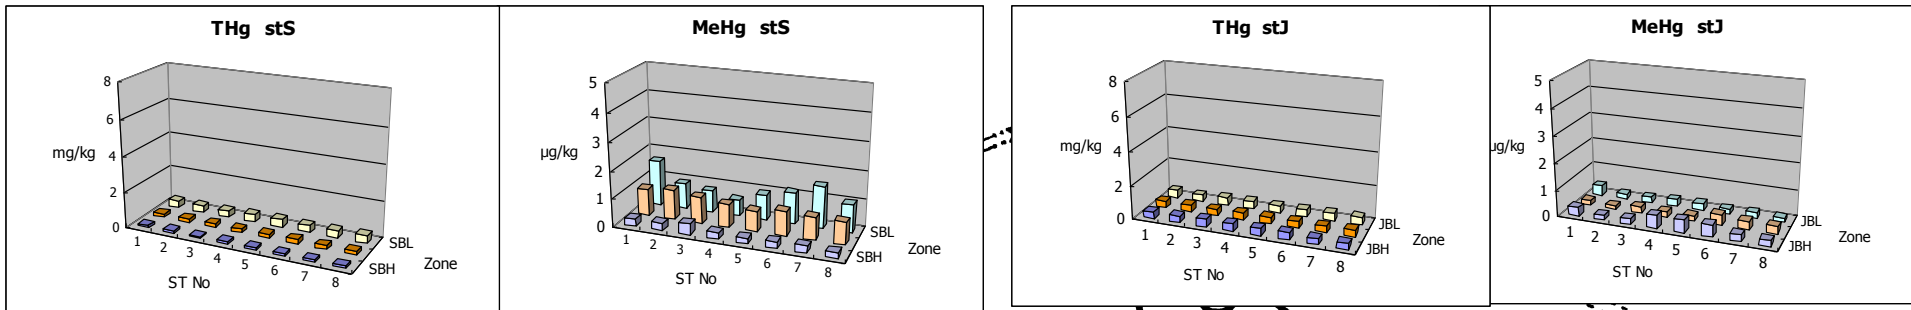 THg stS
8
6
mg/kg
4
2
0
1 2 3 4 5 6 7 8
SBL
SBH
Zone
ST No
MeHg stS
5
4
3
µg/kg
2
1
0
1 2 3 4 5 6 7 8
SBL
SBH
Zone
ST No
THg stJ
8
6
mg/kg
4
2
0
1 2 3 4 5 6 7 8
JBL
JBH
Zone
ST No
MeHg stJ
5
4
3
µg/kg
2
1
0
1 2 3 4 5 6 7 8
JBL
JBH
Zone
ST No